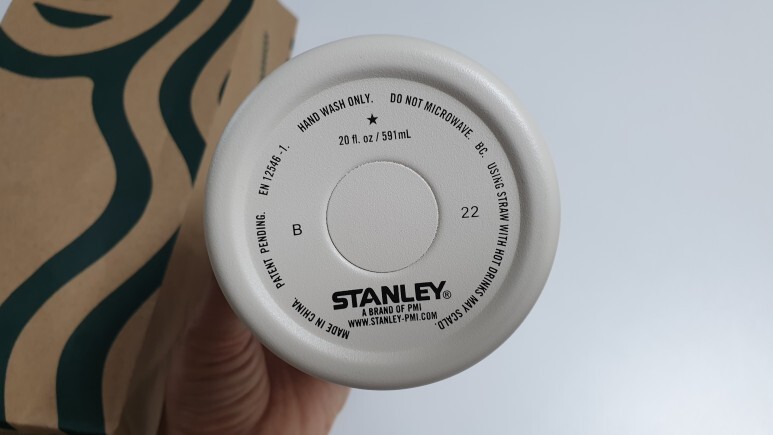 MADE IN CHINA. PATENT PENDING. EN 12546 -1. HAND WASH ONLY. DO NOT MICROWAVE. BC. USING STRAW WITH HOT DRINKS MAY SCALD.
★
20 fl. oz / 591mL
B 22
STANLEY®
A BRAND OF PMI
WWW.STANLEY-PMI.COM